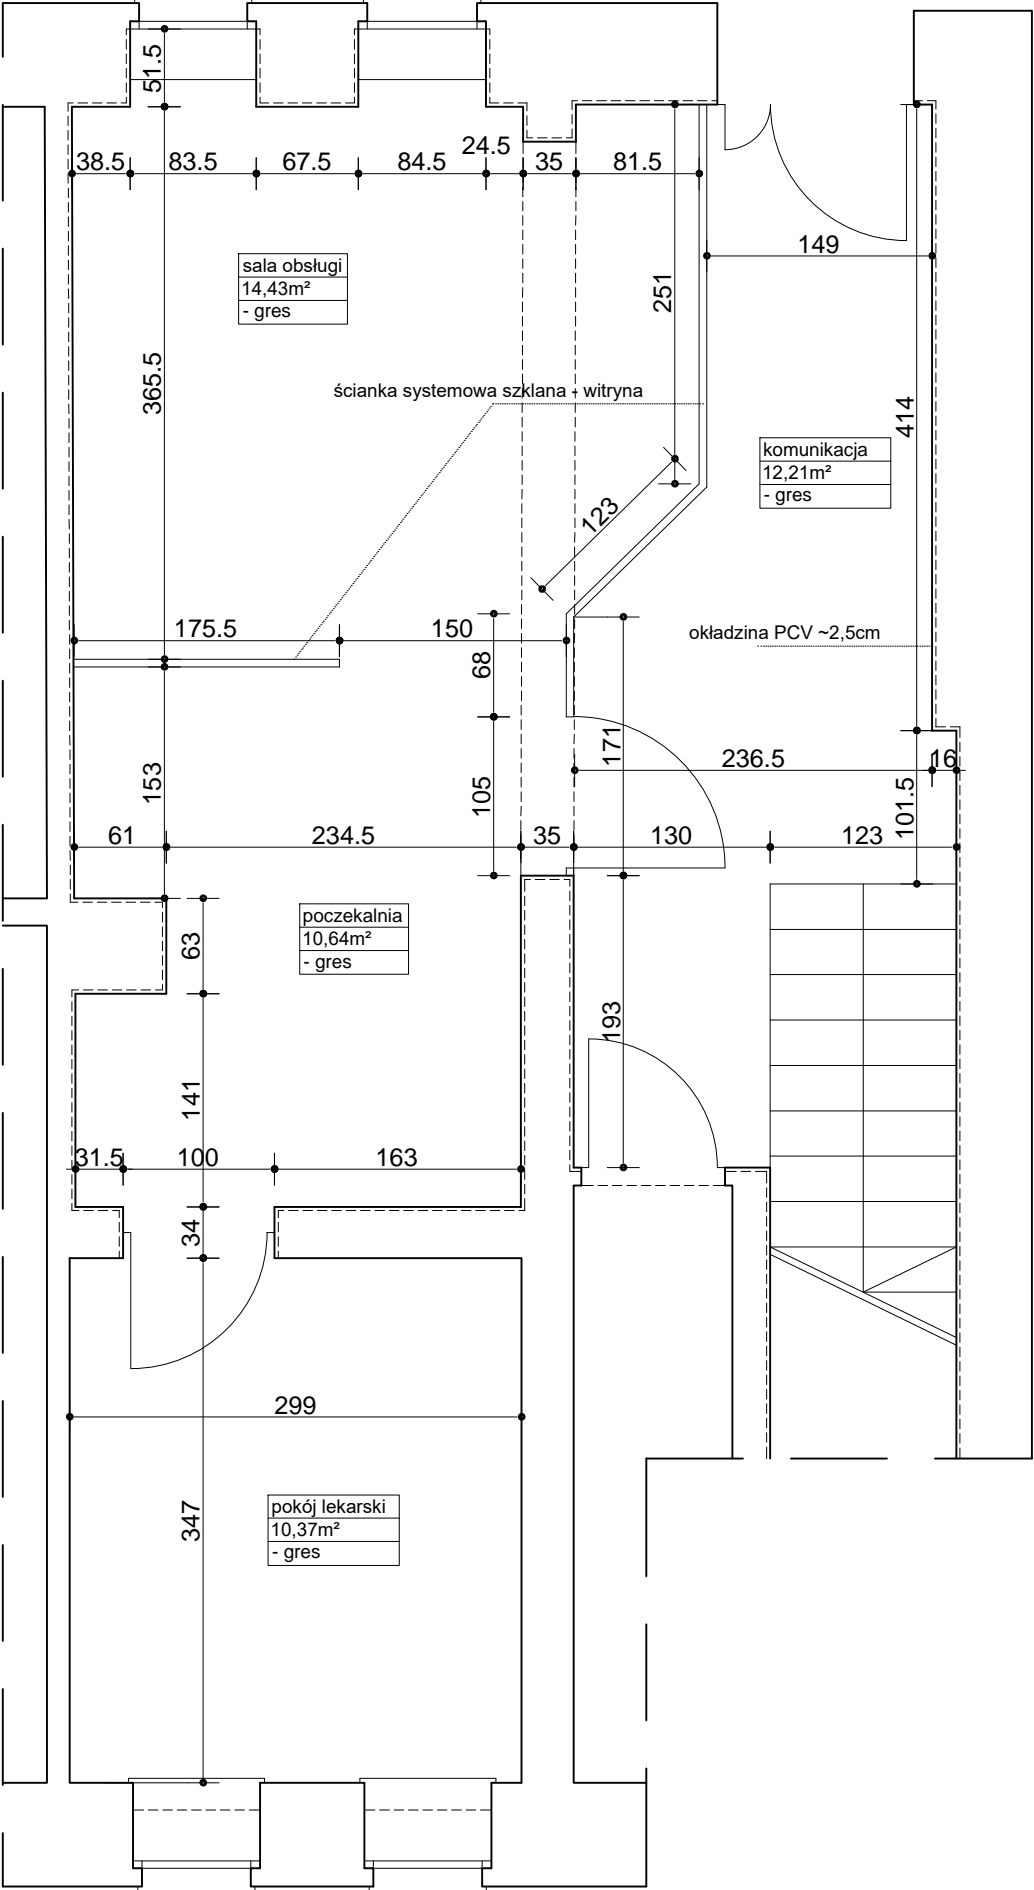 51.5
24.5
38.5 83.5 67.5 84.5 35 81.5
149
sala obsługi
14,43m²
- gres
251
365.5
ścianka systemowa szklana - witryna
414
komunikacja
12,21m²
- gres
123
175.5 150
okładzina PCV ~2,5cm
68
171
236.5 16
153
105
101.5
61 234.5 35 130 123
poczekalnia
10,64m²
- gres
63
193
141
31.5 100 163
34
299
pokój lekarski
10,37m²
- gres
347